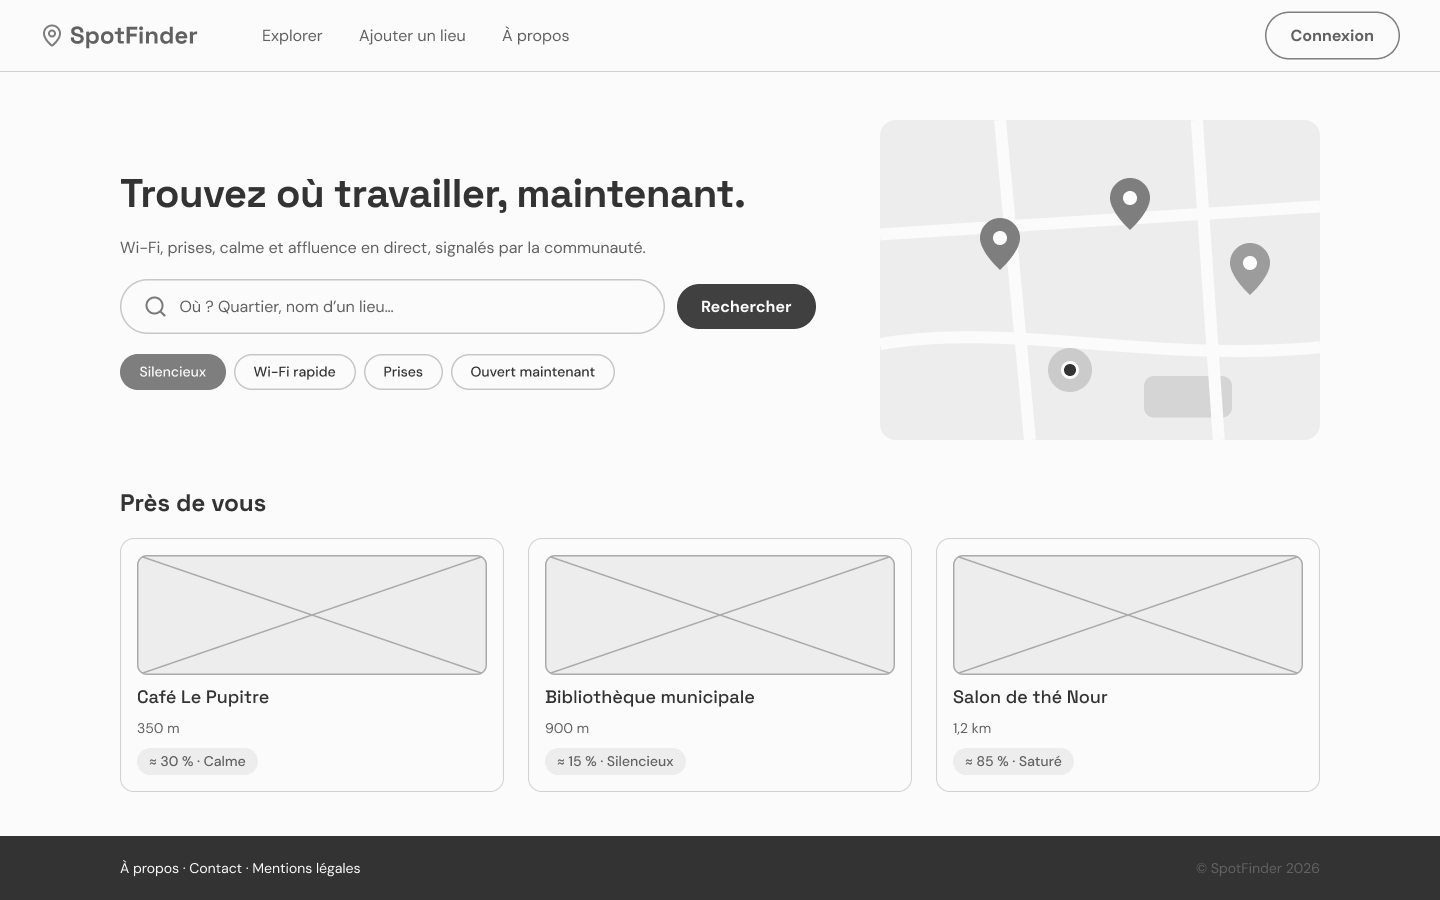 SpotFinder
Explorer
Ajouter un lieu
À propos
Connexion
Trouvez où travailler, maintenant.
Wi-Fi, prises, calme et affluence en direct, signalés par la communauté.
Où ? Quartier, nom d’un lieu…
Rechercher
Silencieux
Wi-Fi rapide
Prises
Ouvert maintenant
Près de vous
Café Le Pupitre
350 m
≈ 30 % · Calme
Bibliothèque municipale
900 m
≈ 15 % · Silencieux
Salon de thé Nour
1,2 km
≈ 85 % · Saturé
À propos · Contact · Mentions légales
© SpotFinder 2026